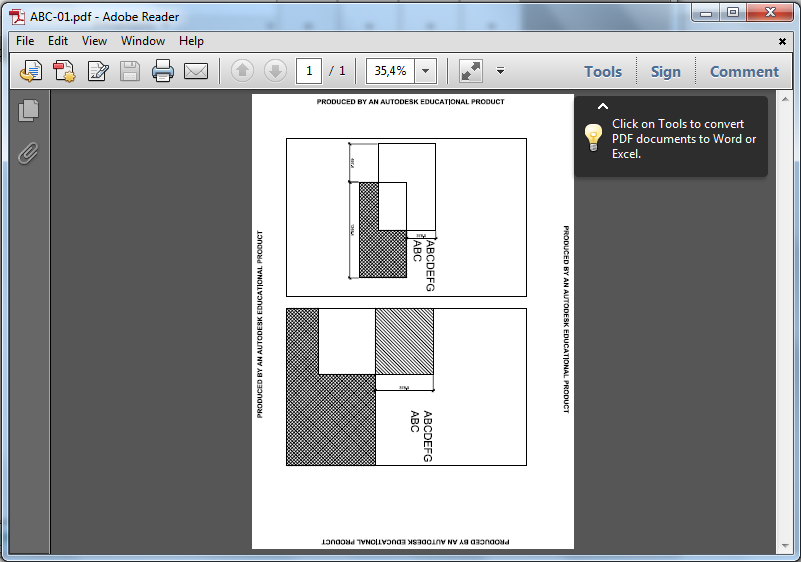 ABC-01.pdf - Adobe Reader
File Edit View Window Help
1 / 1 35,4% Tools Sign Comment
Click on Tools to convert
PDF documents to Word or
Excel.
PRODUCED BY AN AUTODESK EDUCATIONAL PRODUCT
PRODUCED BY AN AUTODESK EDUCATIONAL PRODUCT
PRODUCED BY AN AUTODESK EDUCATIONAL PRODUCT
ABCDEFG
ABC
ABCDEFG
ABC
PRODUCED BY AN AUTODESK EDUCATIONAL PRODUCT